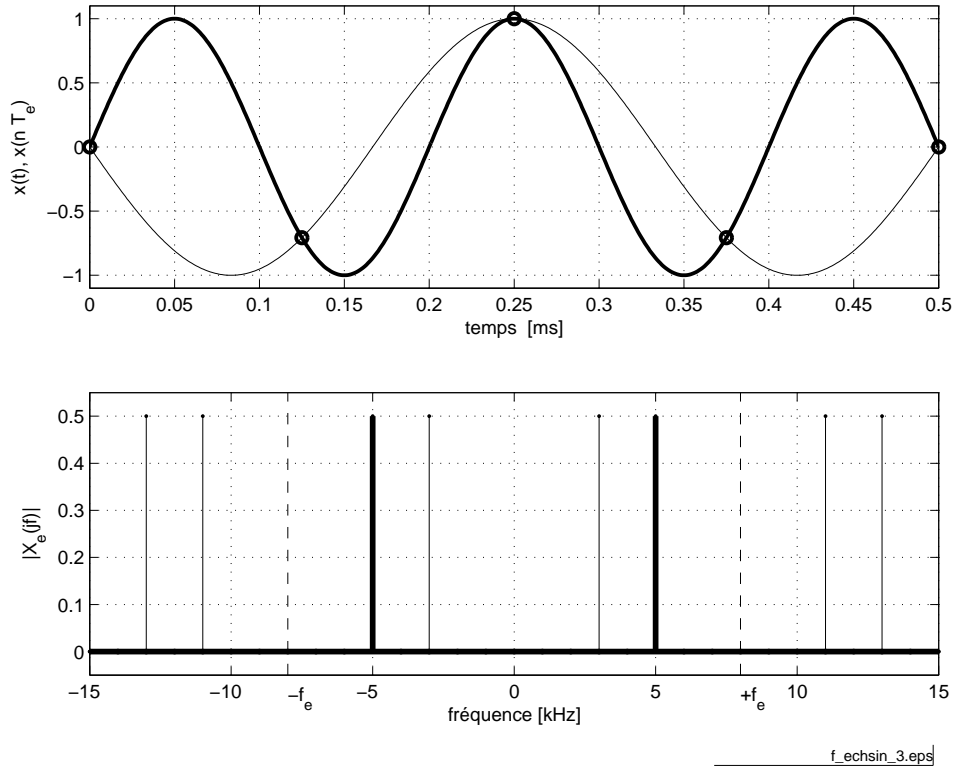 1
0.5
0
−0.5
−1
x(t), x(n T_e)
0 0.05 0.1 0.15 0.2 0.25 0.3 0.35 0.4 0.45 0.5
temps [ms]
0.5
0.4
0.3
0.2
0.1
0
|X_e(jf)|
−15 −10 −f_e −5 0 5 +f_e 10 15
fréquence [kHz]
f_echsin_3.eps